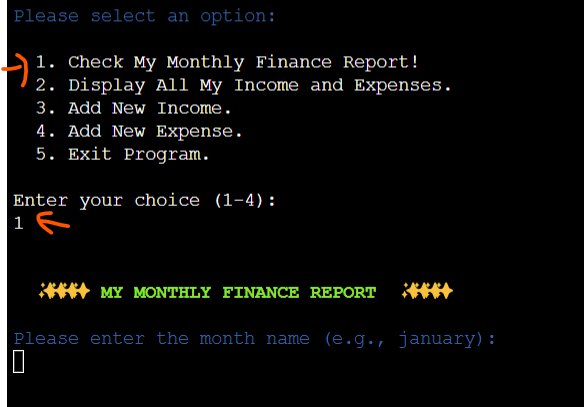 Please select an option:
1. Check My Monthly Finance Report!
2. Display All My Income and Expenses.
3. Add New Income.
4. Add New Expense.
5. Exit Program.
Enter your choice (1-4):
1
MY MONTHLY FINANCE REPORT
Please enter the month name (e.g., january):